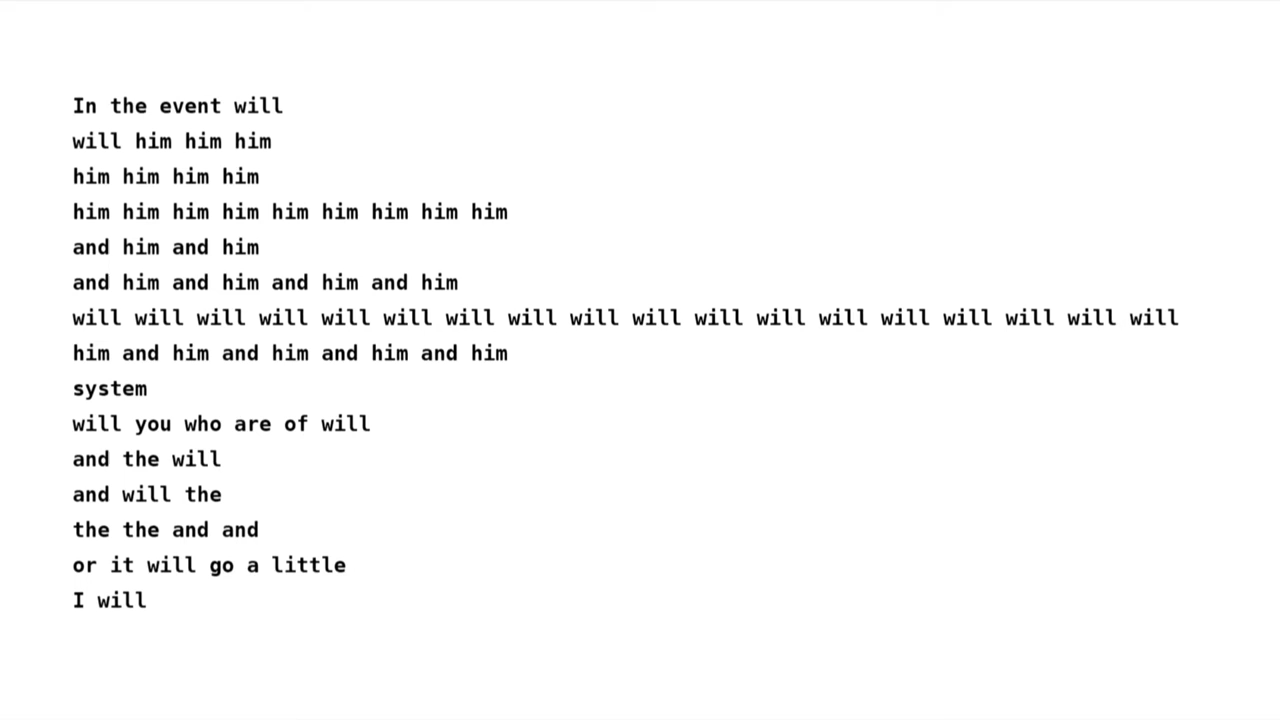 In the event will
will him him him
him him him him
him him him him him him him him him
and him and him
and him and him and him and him
will will will will will will will will will will will will will will will will will will
him and him and him and him and him
system
will you who are of will
and the will
and will the
the the and and
or it will go a little
I will